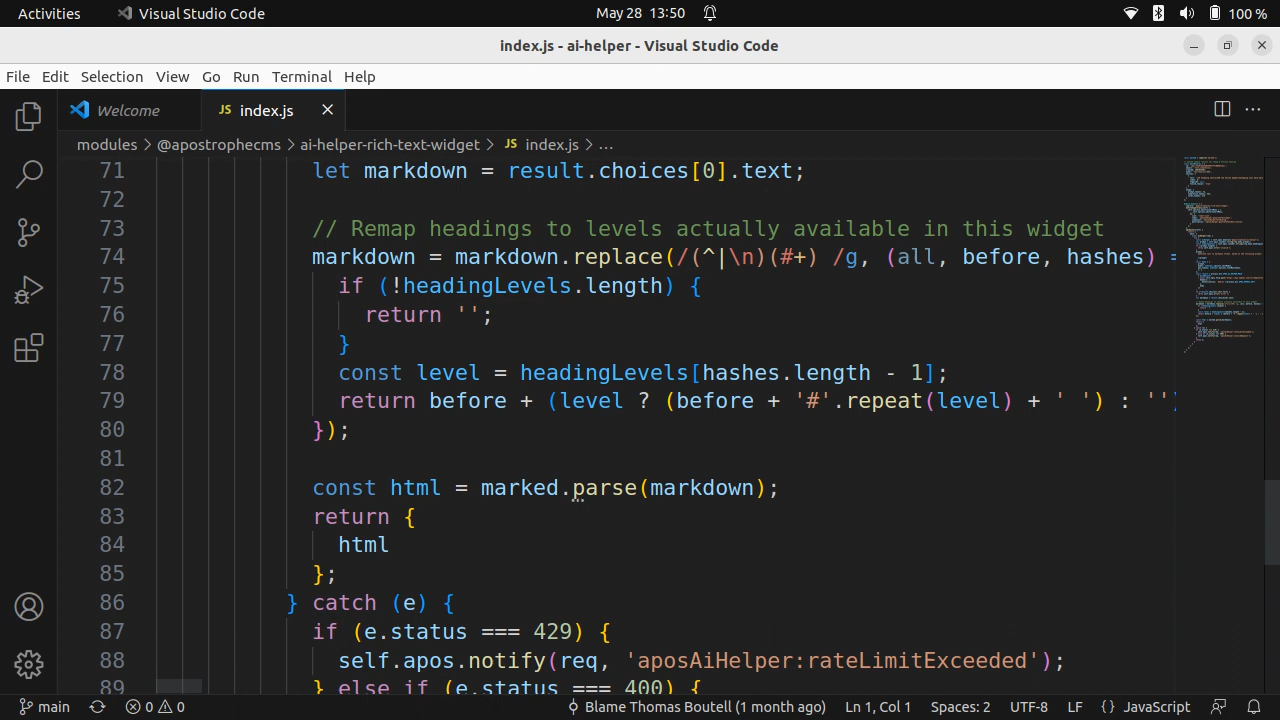 Activities Visual Studio Code May 28 13:50 100 %
index.js - ai-helper - Visual Studio Code
File Edit Selection View Go Run Terminal Help
Welcome JS index.js
modules > @apostrophecms > ai-helper-rich-text-widget > JS index.js > ...
71 let markdown = result.choices[0].text;
72
73 // Remap headings to levels actually available in this widget
74 markdown = markdown.replace(/(^|\n)(#+) /g, (all, before, hashes) =
75 if (!headingLevels.length) {
76 return '';
77 }
78 const level = headingLevels[hashes.length - 1];
79 return before + (level ? (before + '#'.repeat(level) + ' ') : '')
80 });
81
82 const html = marked.parse(markdown);
83 return {
84 html
85 };
86 } catch (e) {
87 if (e.status === 429) {
88 self.apos.notify(req, 'aposAiHelper:rateLimitExceeded');
89 } else if (e.status === 400) {
main 0 0 Blame Thomas Boutell (1 month ago) Ln 1, Col 1 Spaces: 2 UTF-8 LF {} JavaScript